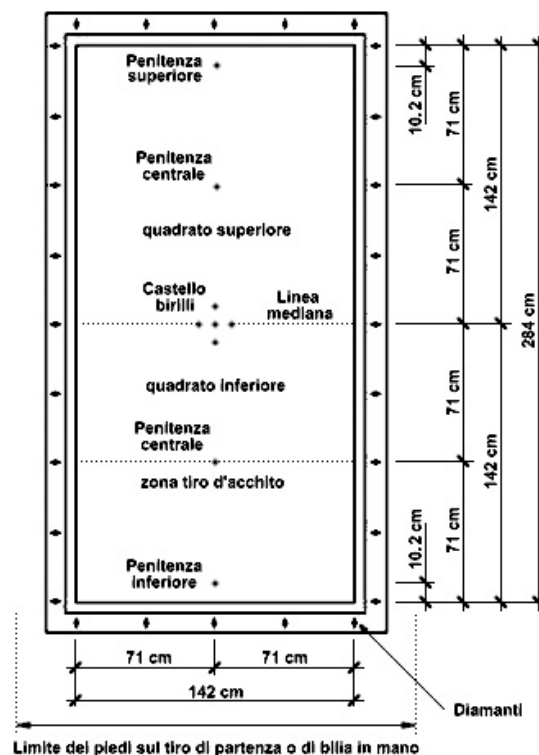 Penitenza
superiore
10.2 cm
71 cm
Penitenza
centrale
142 cm
quadrato superiore
71 cm
Castello
birilli
Linea
mediana
284 cm
quadrato inferiore
71 cm
Penitenza
centrale
142 cm
zona tiro d'acchito
10.2 cm
71 cm
Penitenza
inferiore
71 cm
71 cm
142 cm
Diamanti
Limite dei piedi sul tiro di partenza o di bilia in mano